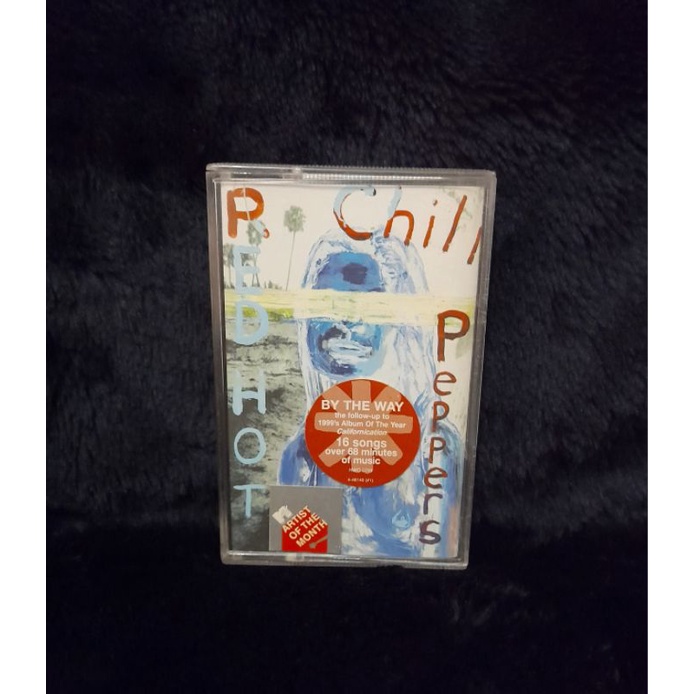 RED HOT
Chili
Peppers
BY THE WAY
the follow-up to
1999's Album Of The Year
Californication
16 songs
over 68 minutes
of music
ARTIST
OF THE
MONTH